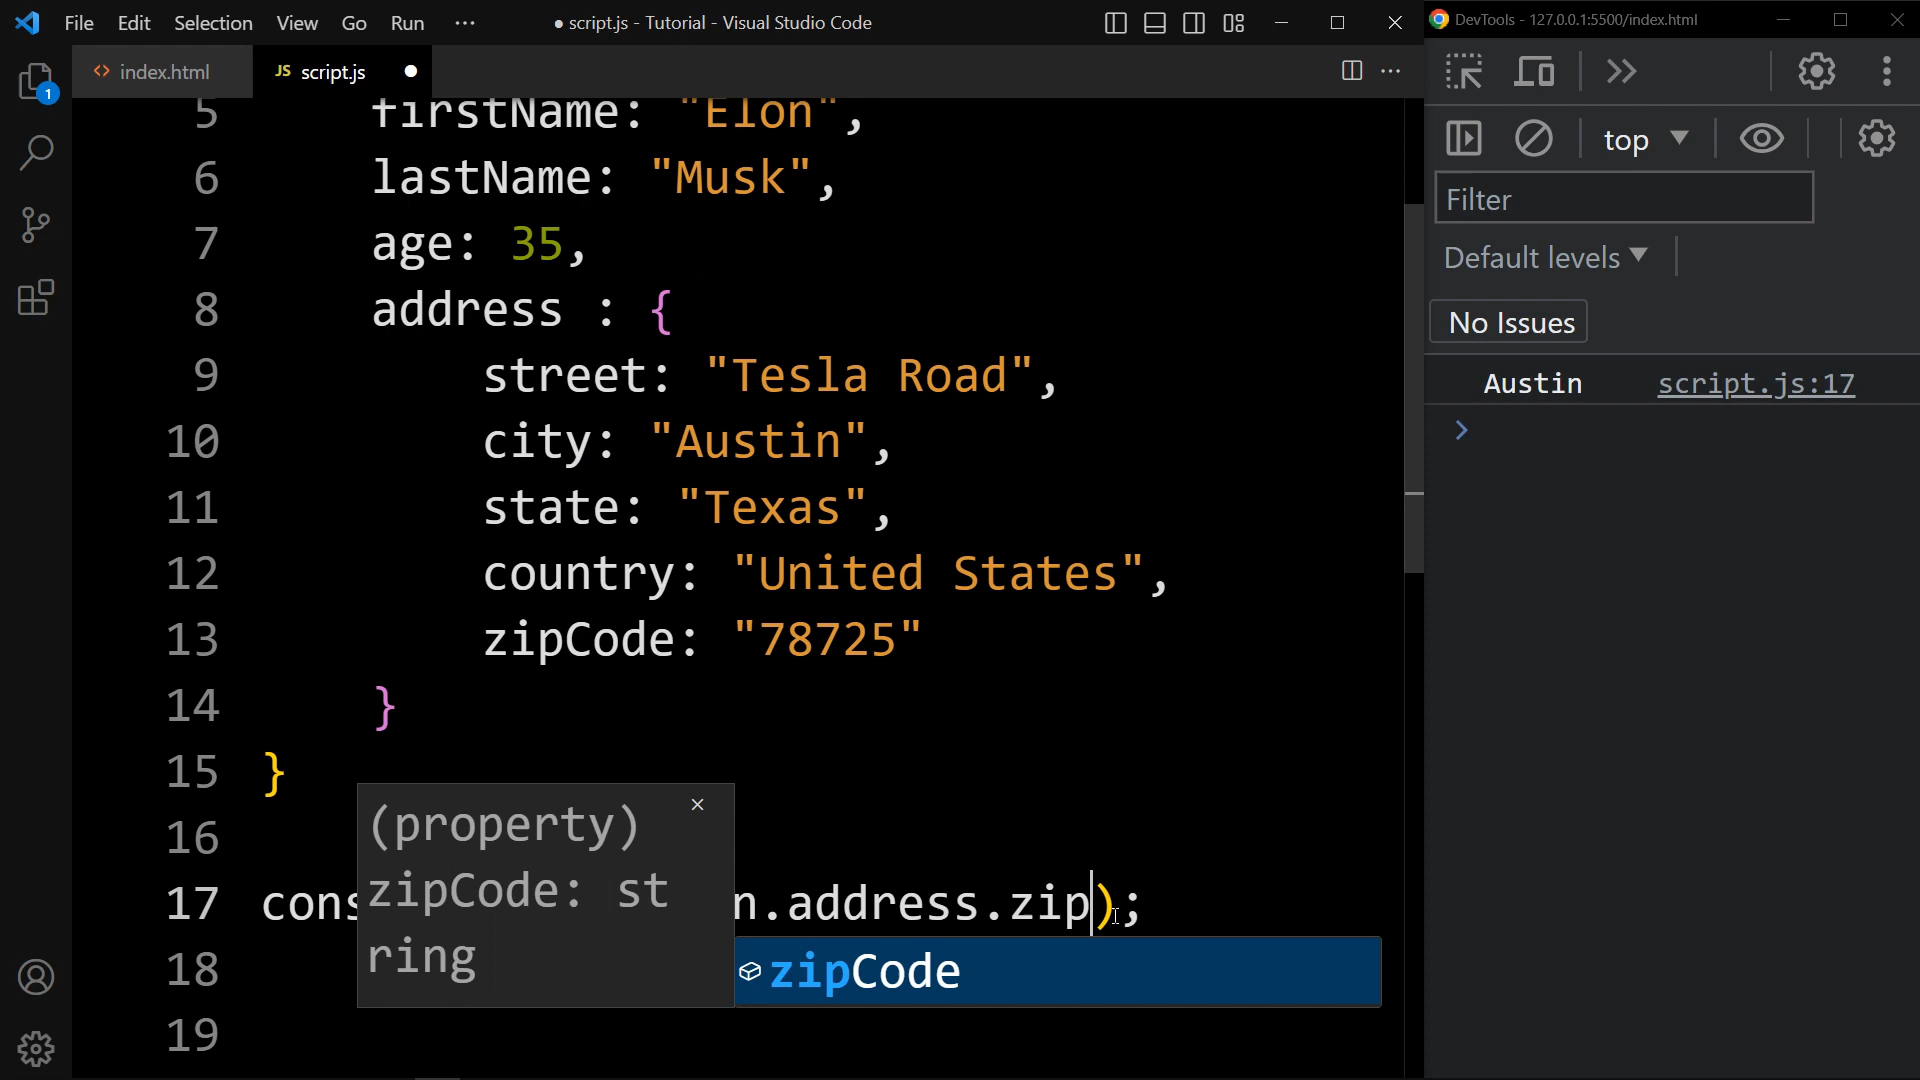 File Edit Selection View Go Run ··· ● script.js - Tutorial - Visual Studio Code
DevTools - 127.0.0.1:5500/index.html
<> index.html
JS script.js ●
1
5 firstName: "Elon",
6 lastName: "Musk",
7 age: 35,
8 address : {
9 street: "Tesla Road",
10 city: "Austin",
11 state: "Texas",
12 country: "United States",
13 zipCode: "78725"
14 }
15 }
16
17 cons n.address.zip);
18
19
(property)
zipCode: st
ring
zipCode
top
Filter
Default levels
No Issues
Austin script.js:17